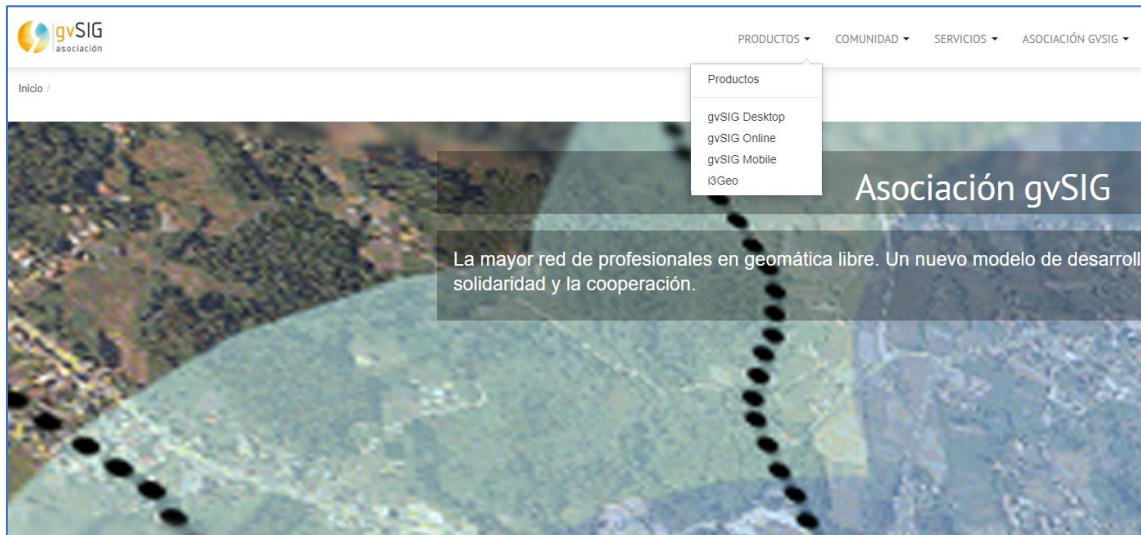 gvSIG
asociación
PRODUCTOS COMUNIDAD SERVICIOS ASOCIACIÓN GVSIG
Productos
Inicio /
gvSIG Desktop
gvSIG Online
gvSIG Mobile
i3Geo
Asociación gvSIG
La mayor red de profesionales en geomática libre. Un nuevo modelo de desarroll
solidaridad y la cooperación.